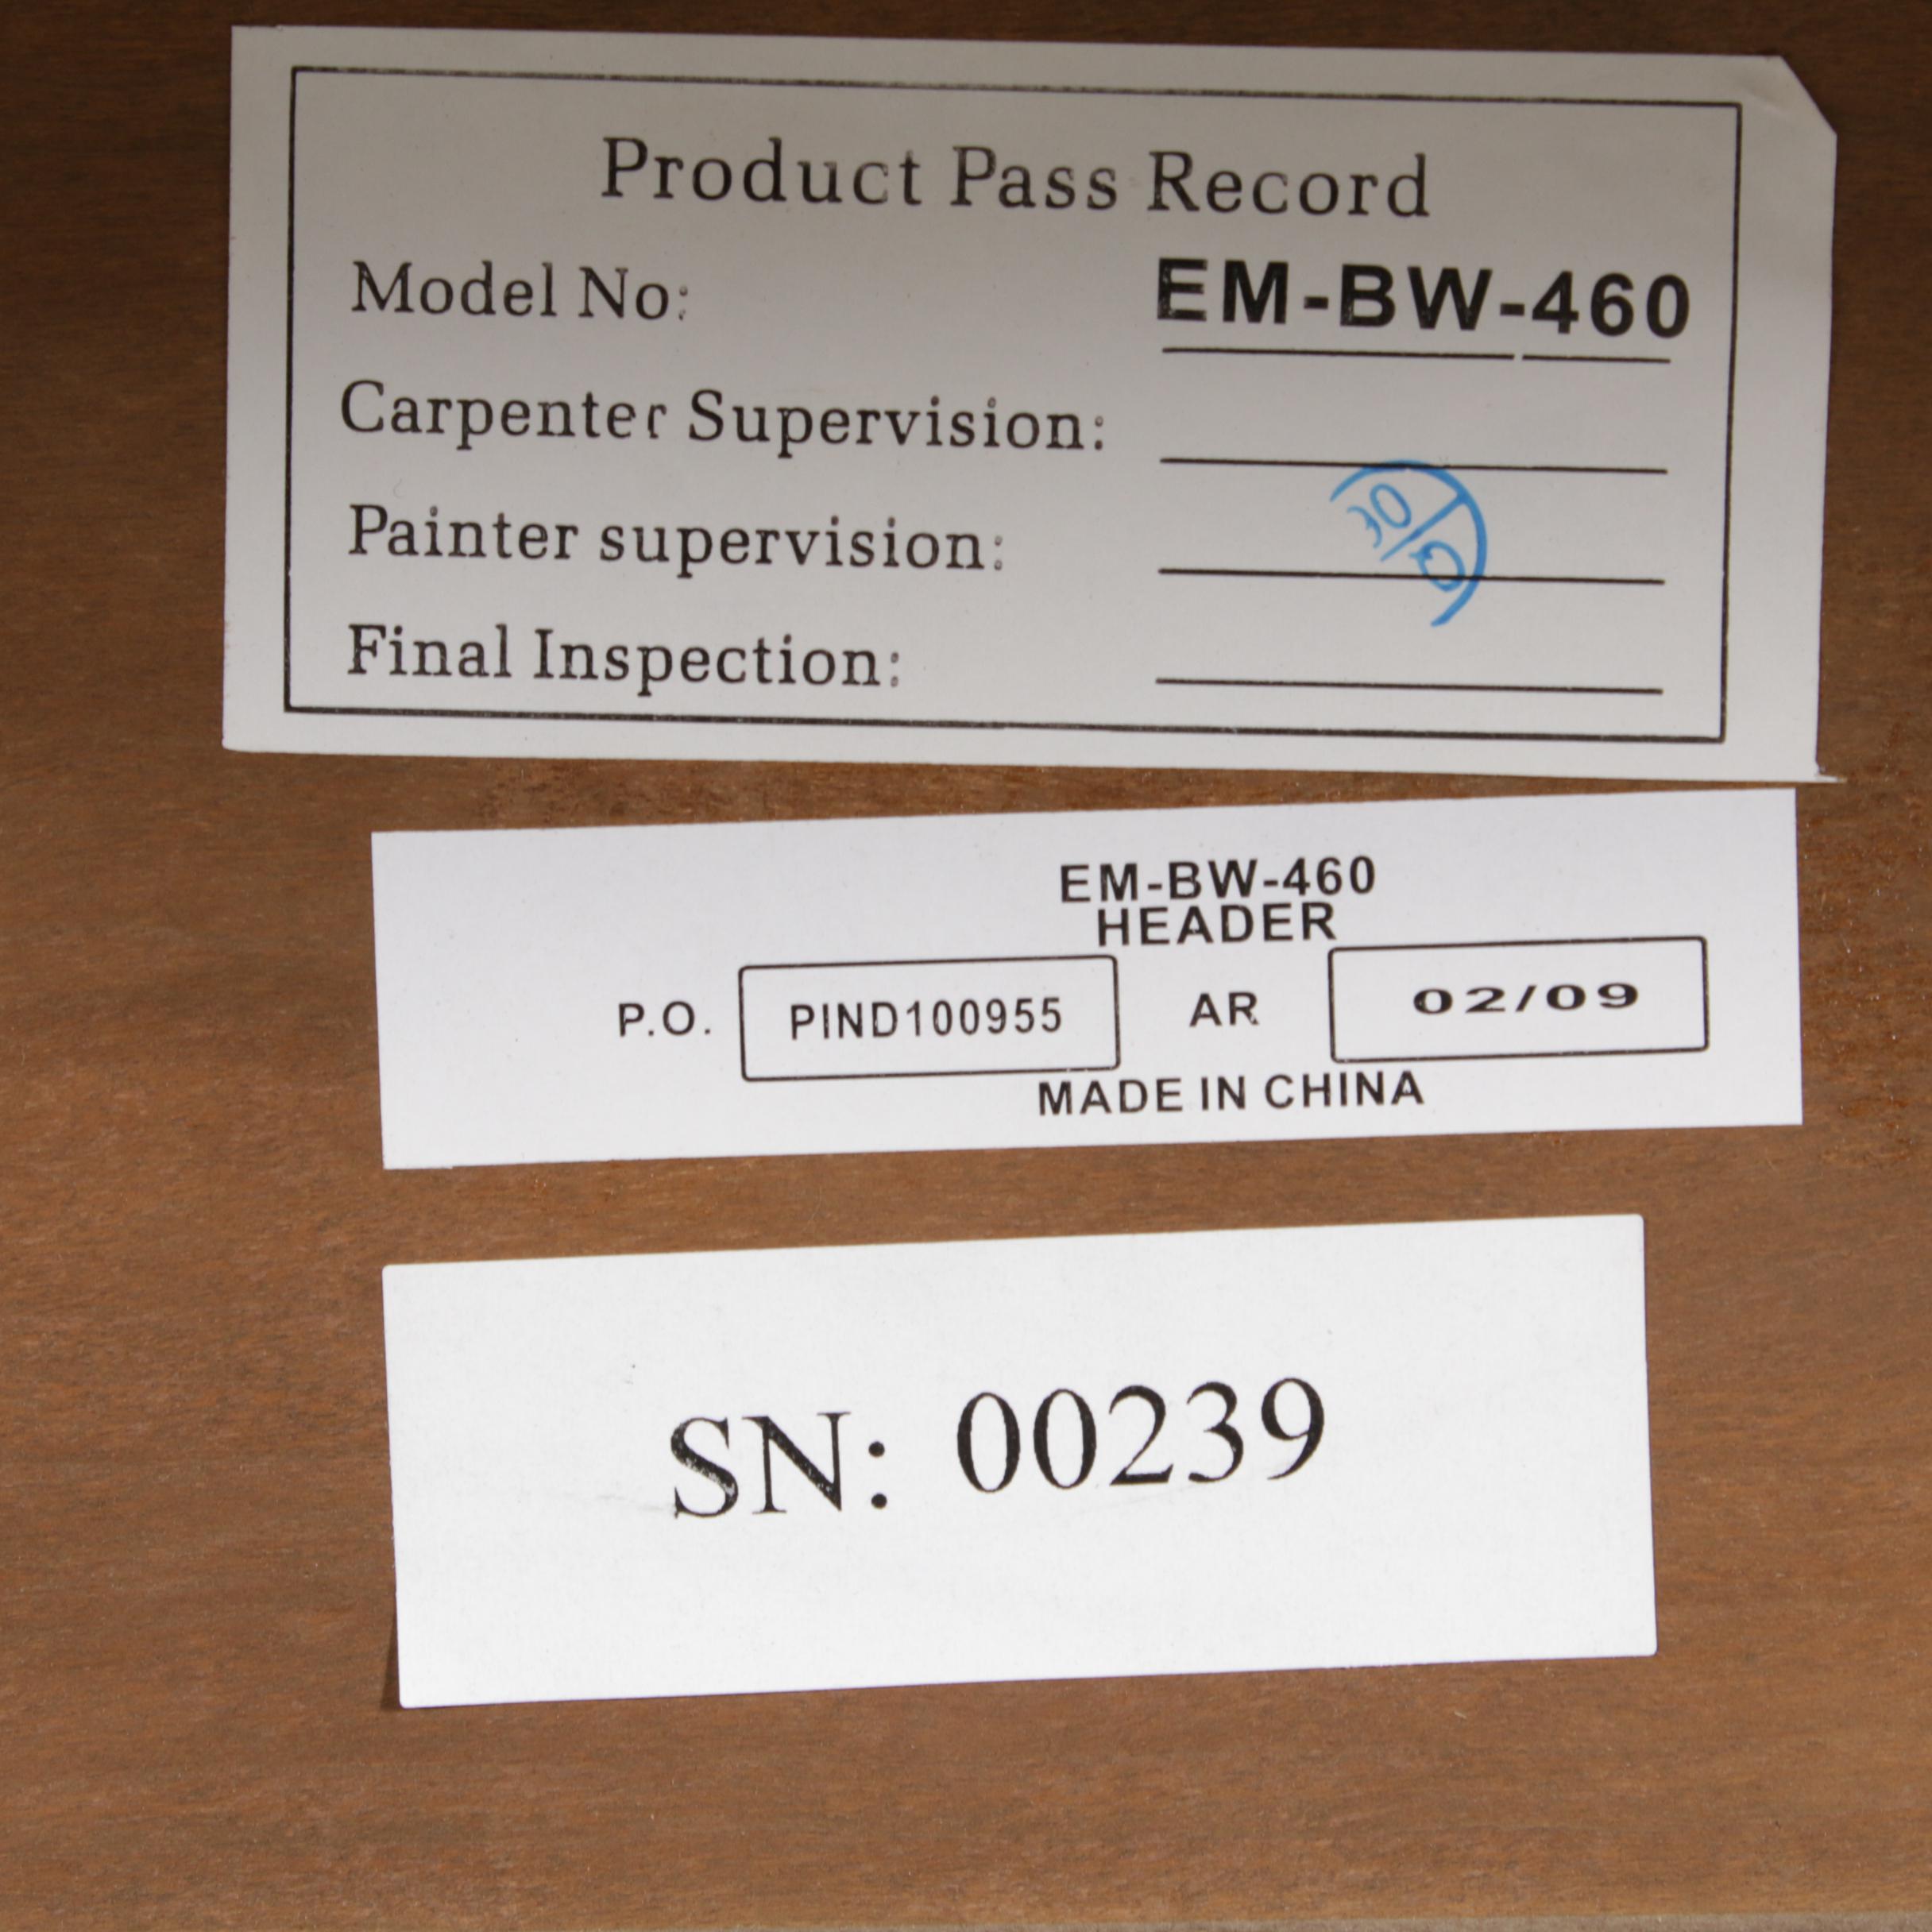 Product Pass Record
Model No: EM-BW-460
Carpenter Supervision:
Painter supervision:
Final Inspection:
EM-BW-460
HEADER
P.O. PIND100955 AR 02/09
MADE IN CHINA
SN: 00239